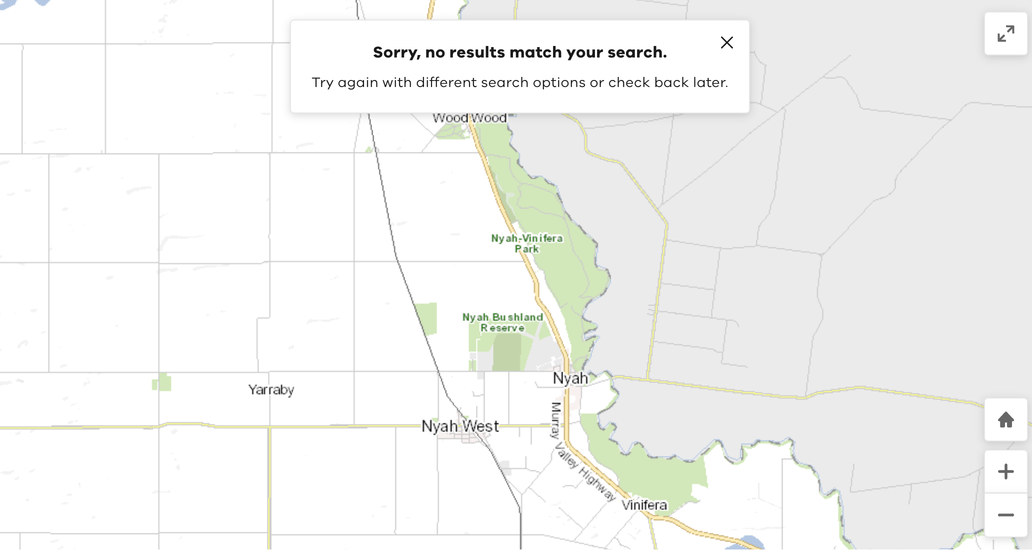 Sorry, no results match your search.
Try again with different search options or check back later.
Wood Wood
Nyah-Vinifera
Park
Nyah Bushland
Reserve
Nyah
Yarraby
Nyah West
Murray Valley Highway
Vinifera